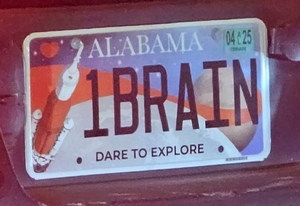 ALABAMA
04 25
1BRAIN
DARE TO EXPLORE